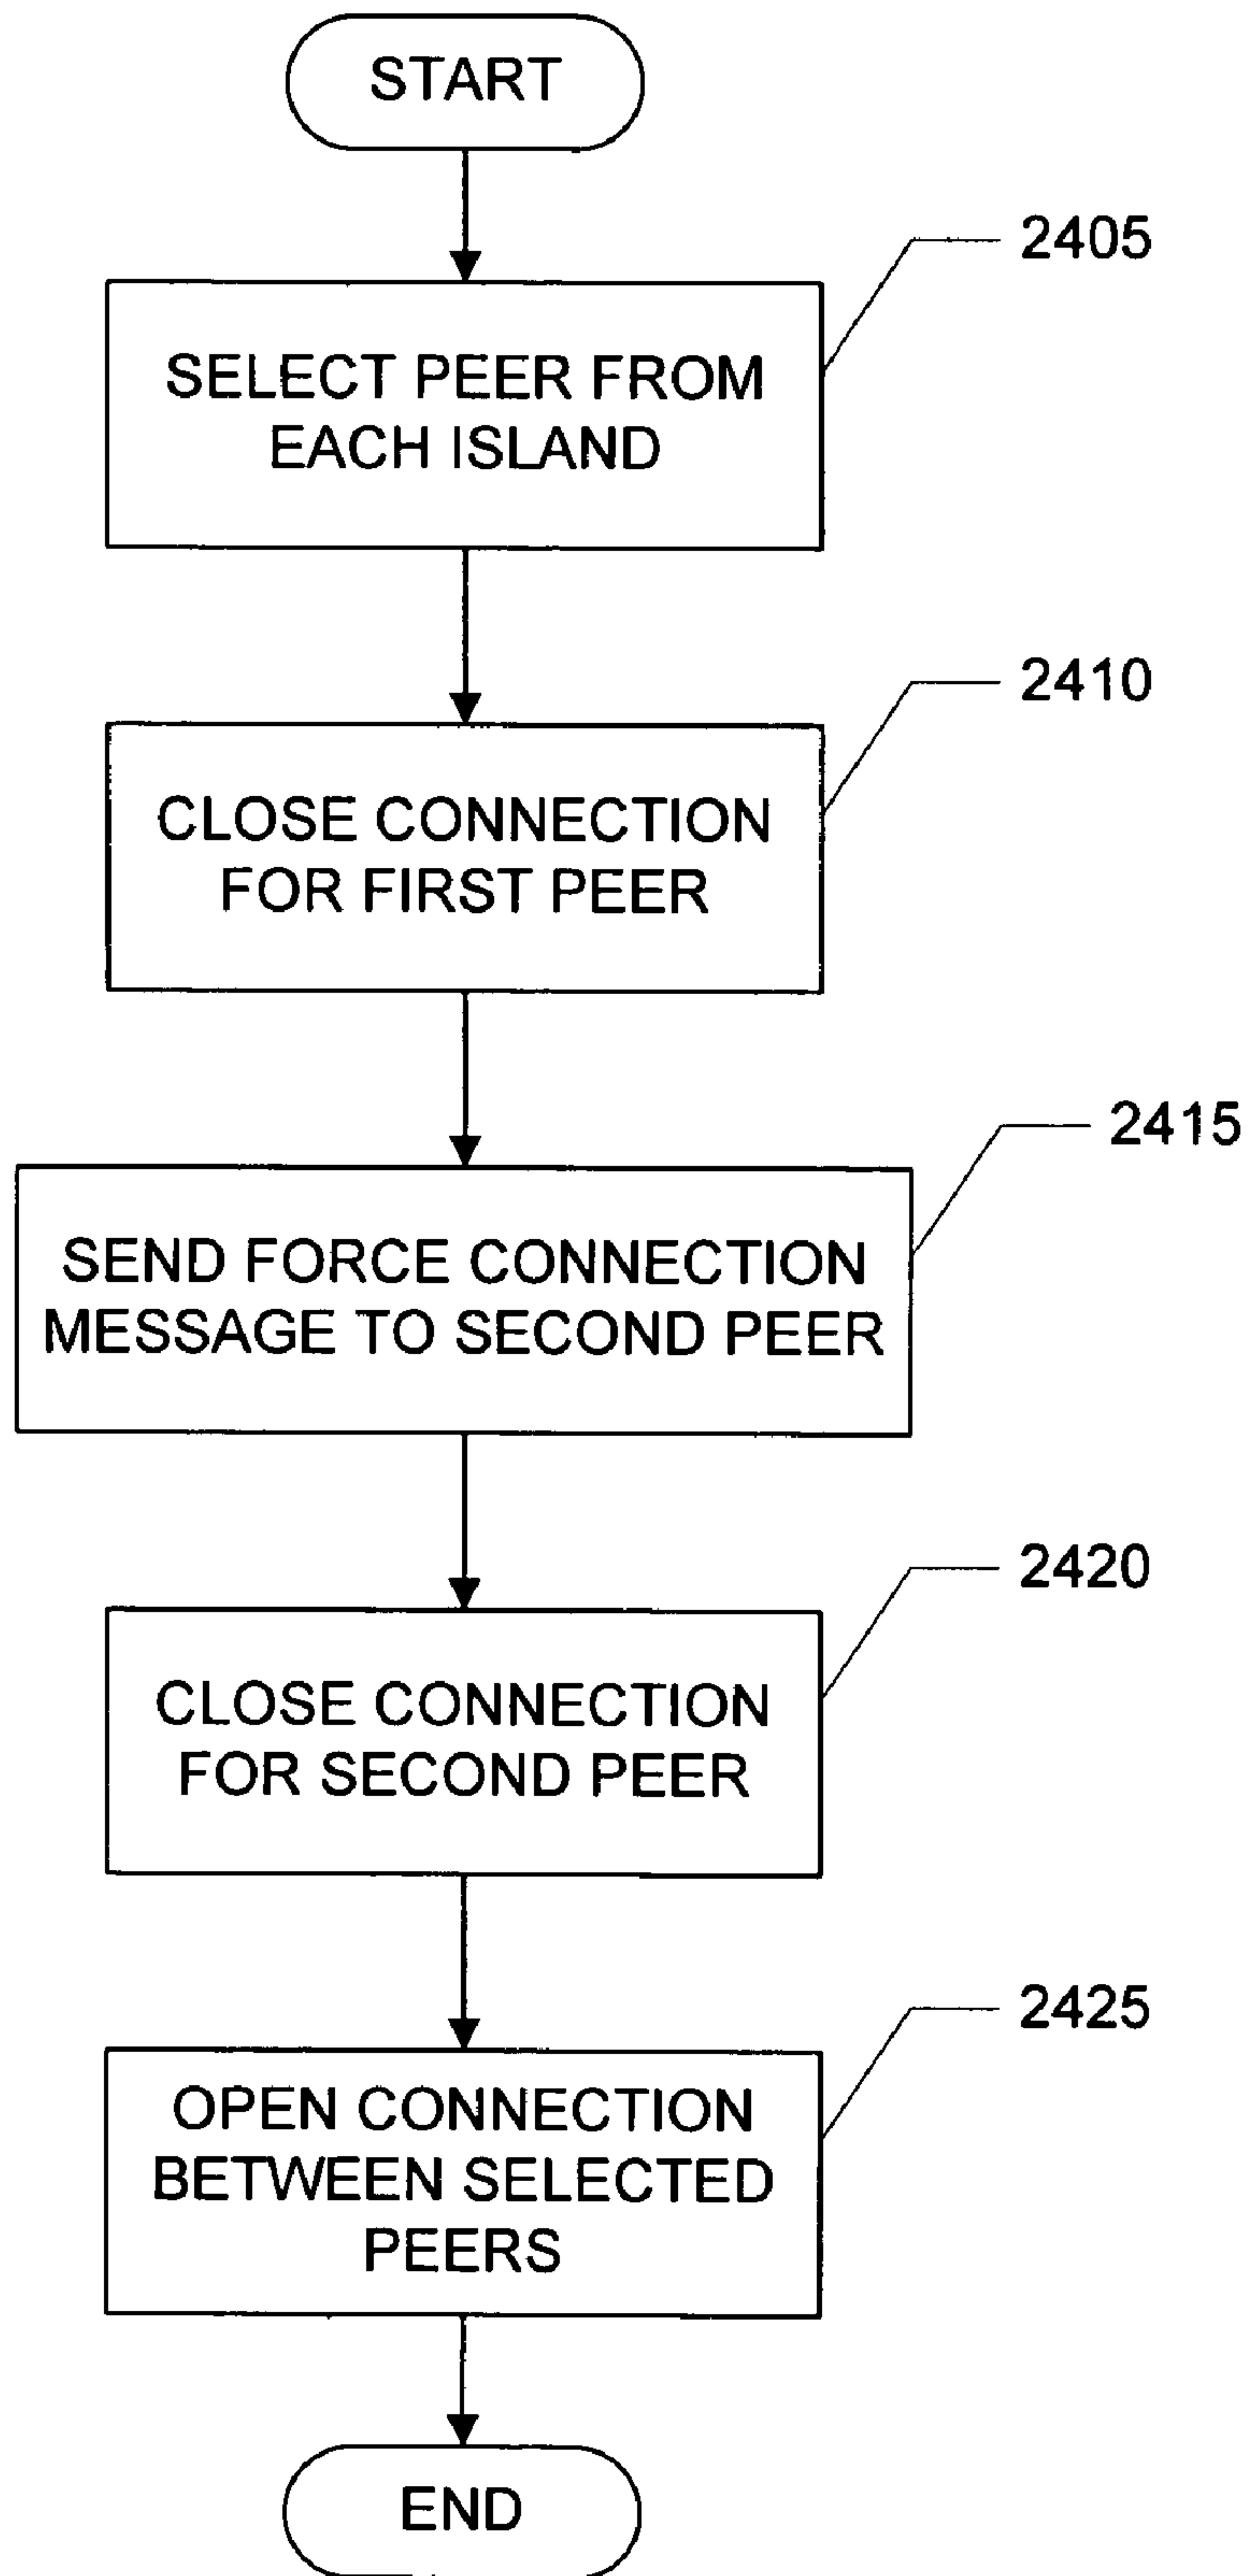 START
2405
SELECT PEER FROM
EACH ISLAND
2410
CLOSE CONNECTION
FOR FIRST PEER
2415
SEND FORCE CONNECTION
MESSAGE TO SECOND PEER
2420
CLOSE CONNECTION
FOR SECOND PEER
2425
OPEN CONNECTION
BETWEEN SELECTED
PEERS
END